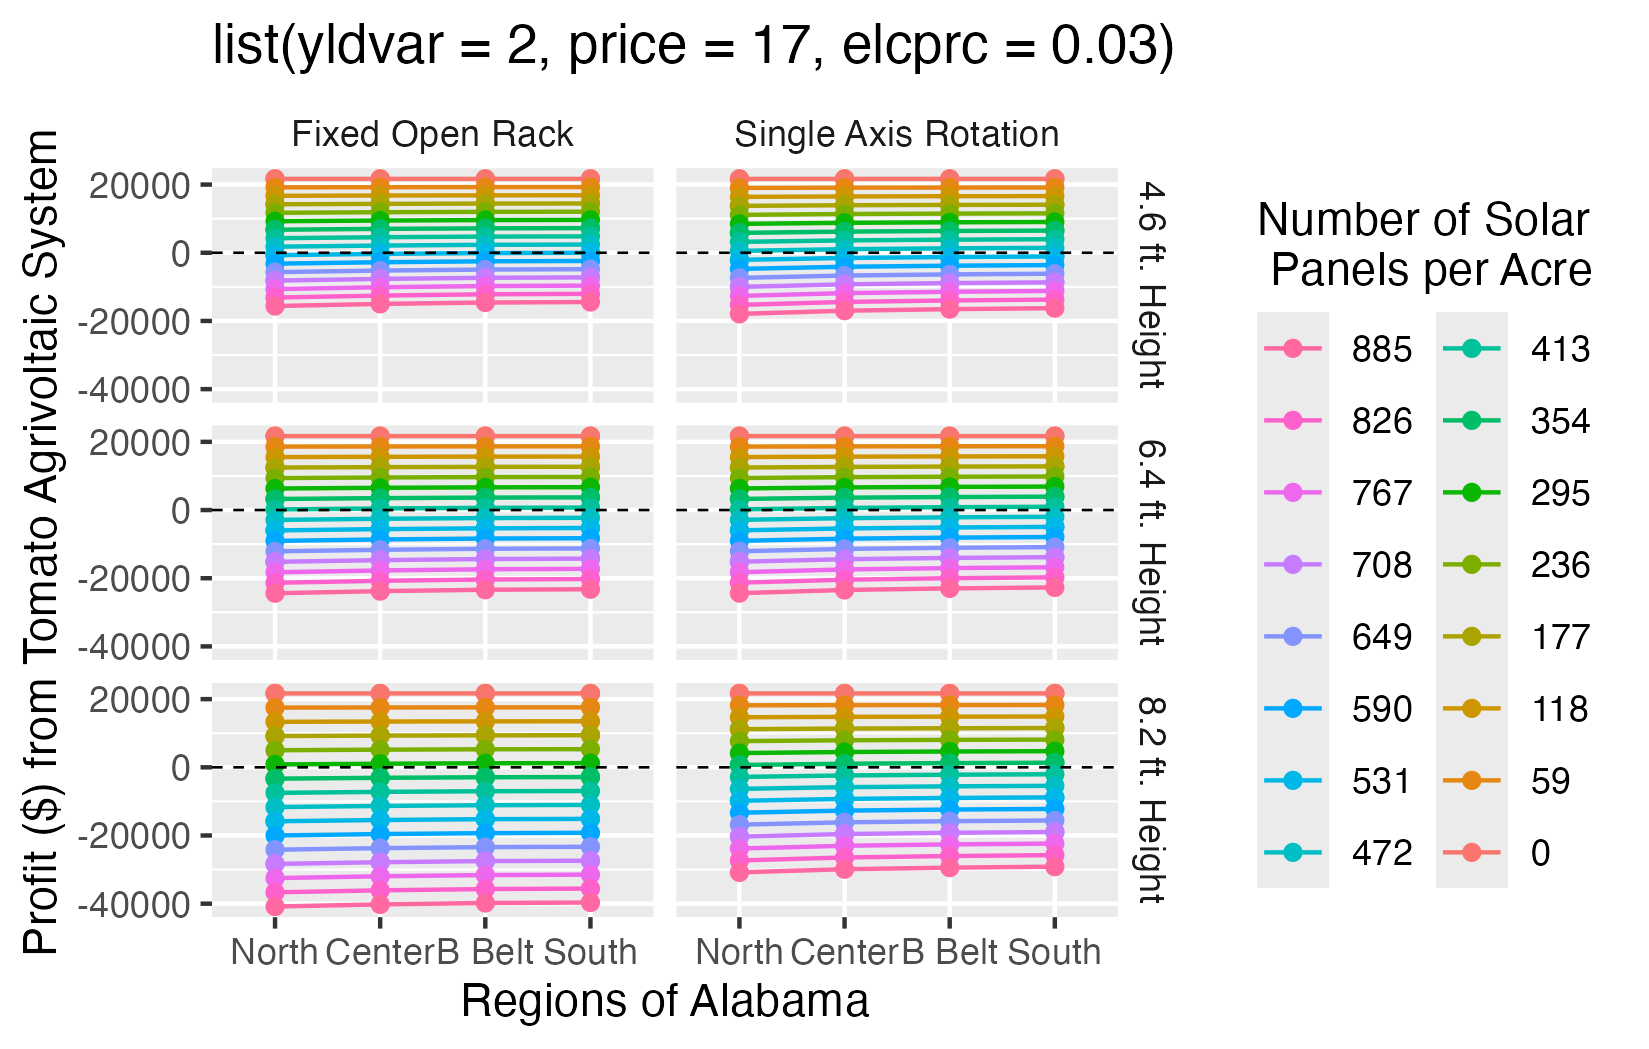 list(yldvar = 2, price = 17, elcprc = 0.03)
Fixed Open Rack
Single Axis Rotation
Profit ($) from Tomato Agrivoltaic System
20000
0
-20000
-40000
4.6 ft. Height
20000
0
-20000
-40000
6.4 ft. Height
20000
0
-20000
-40000
8.2 ft. Height
North Center B Belt South
North Center B Belt South
Regions of Alabama
Number of Solar
Panels per Acre
885
826
767
708
649
590
531
472
413
354
295
236
177
118
59
0